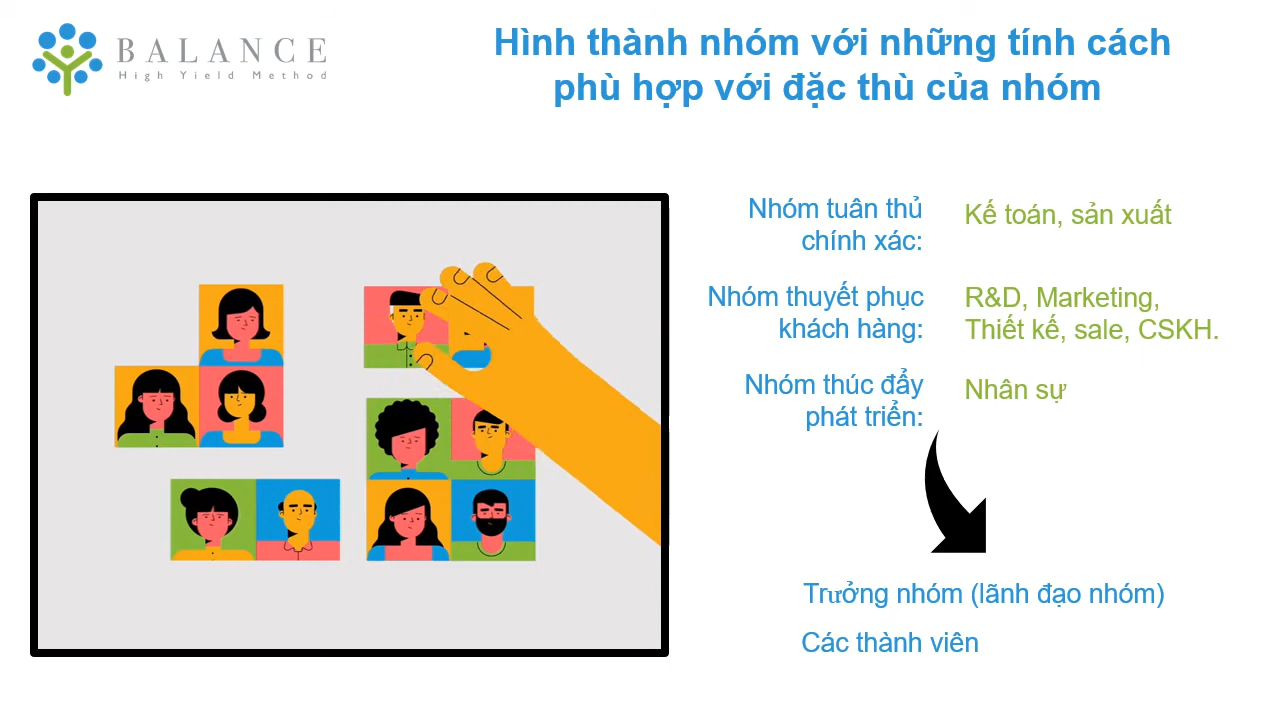 BALANCE
High Yield Method
Hình thành nhóm với những tính cách
phù hợp với đặc thù của nhóm
Nhóm tuân thủ
chính xác:
Kế toán, sản xuất
Nhóm thuyết phục
khách hàng:
R&D, Marketing,
Thiết kế, sale, CSKH.
Nhóm thúc đẩy
phát triển:
Nhân sự
Trưởng nhóm (lãnh đạo nhóm)
Các thành viên